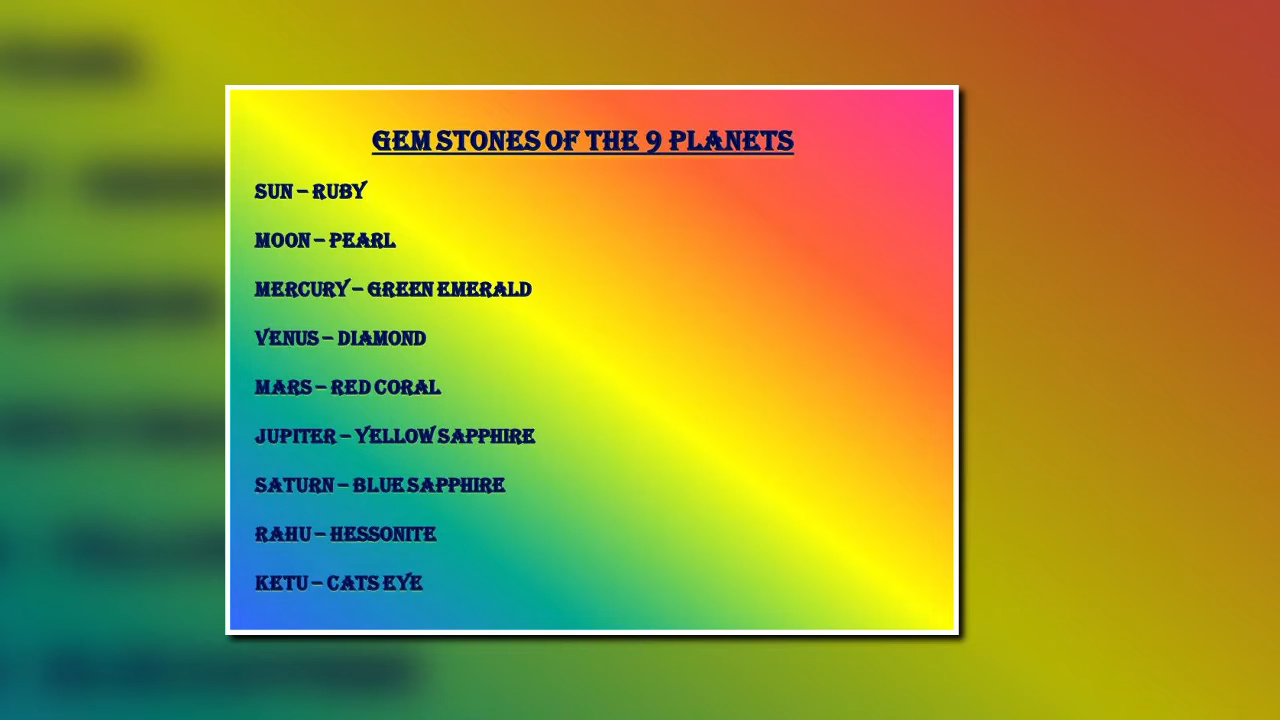 GEM STONES OF THE 9 PLANETS
SUN – RUBY
MOON – PEARL
MERCURY – GREEN EMERALD
VENUS – DIAMOND
MARS – RED CORAL
JUPITER – YELLOW SAPPHIRE
SATURN – BLUE SAPPHIRE
RAHU – HESSONITE
KETU – CATS EYE